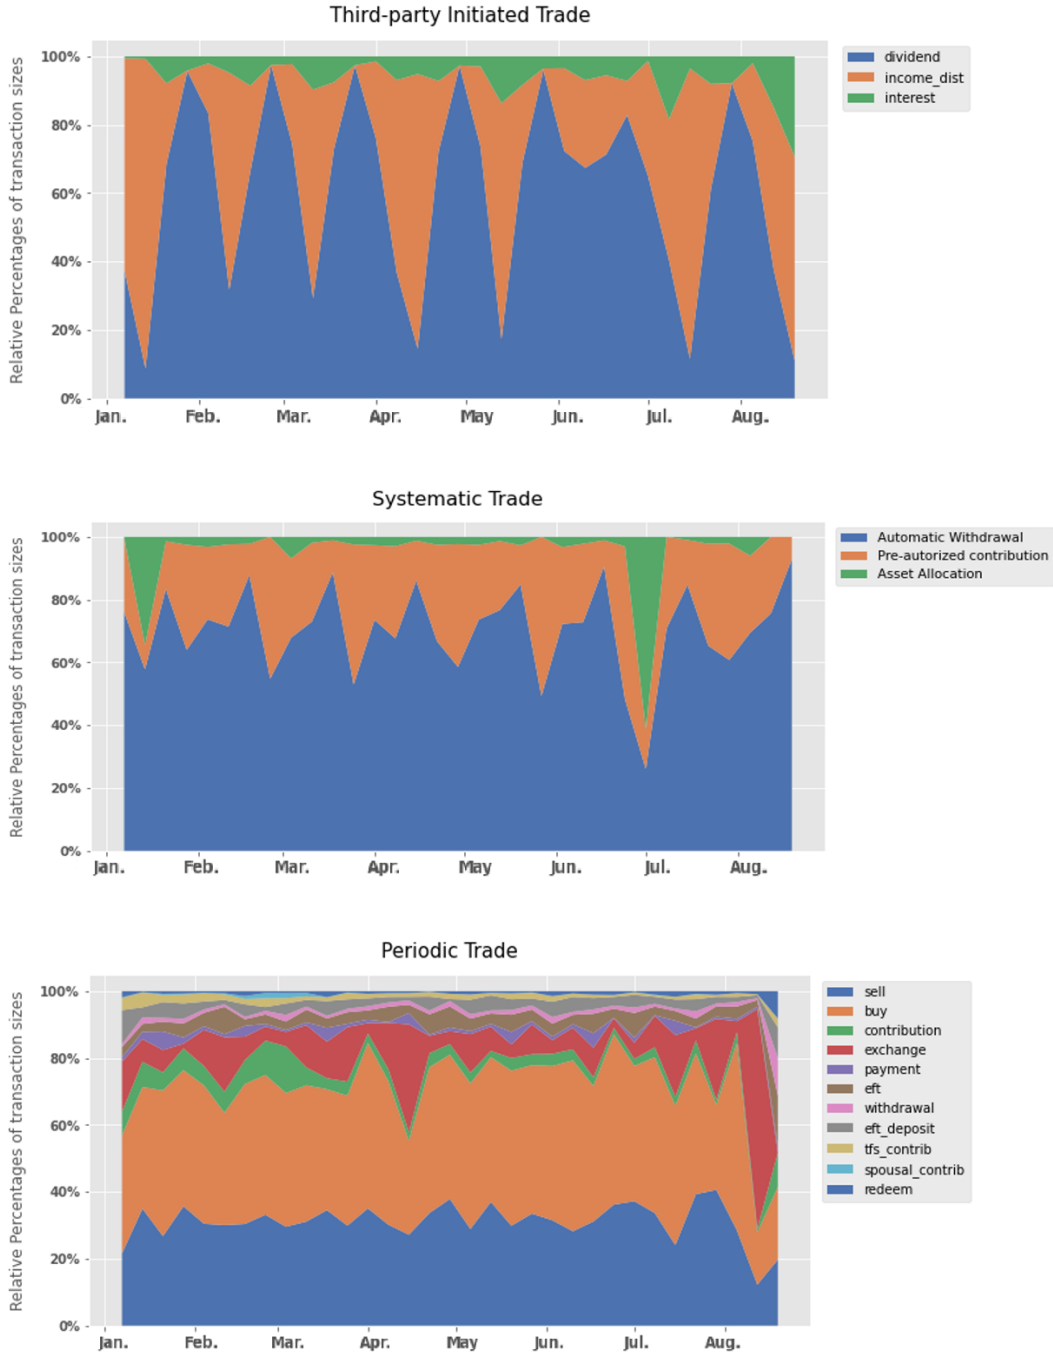 Third-party Initiated Trade
Relative Percentages of transaction sizes
100%
80%
60%
40%
20%
0%
Jan. Feb. Mar. Apr. May Jun. Jul. Aug.
dividend
income_dist
interest
Systematic Trade
Relative Percentages of transaction sizes
100%
80%
60%
40%
20%
0%
Jan. Feb. Mar. Apr. May Jun. Jul. Aug.
Automatic Withdrawal
Pre-autorized contribution
Asset Allocation
Periodic Trade
Relative Percentages of transaction sizes
100%
80%
60%
40%
20%
0%
Jan. Feb. Mar. Apr. May Jun. Jul. Aug.
sell
buy
contribution
exchange
payment
eft
withdrawal
eft_deposit
tfs_contrib
spousal_contrib
redeem